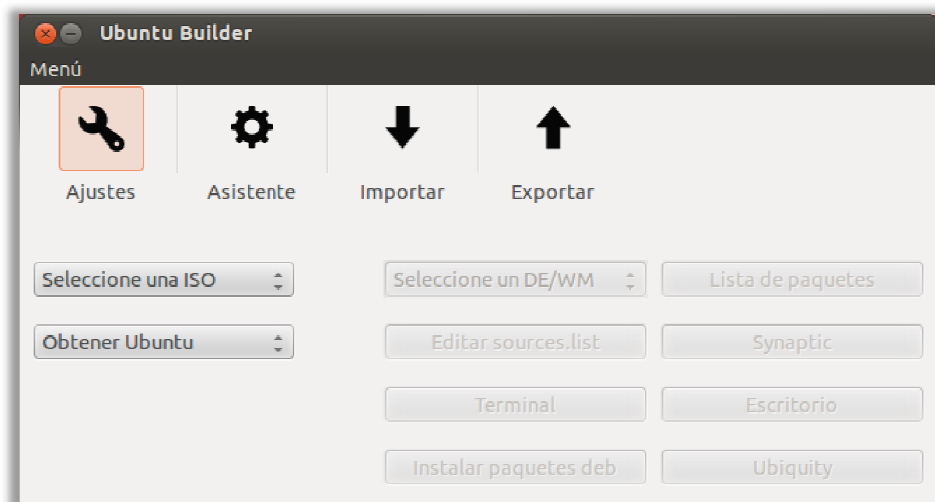 Ubuntu Builder
Menú
Ajustes Asistente Importar Exportar
Seleccione una ISO Seleccione un DE/WM Lista de paquetes
Obtener Ubuntu Editar sources.list Synaptic
Terminal Escritorio
Instalar paquetes deb Ubiquity